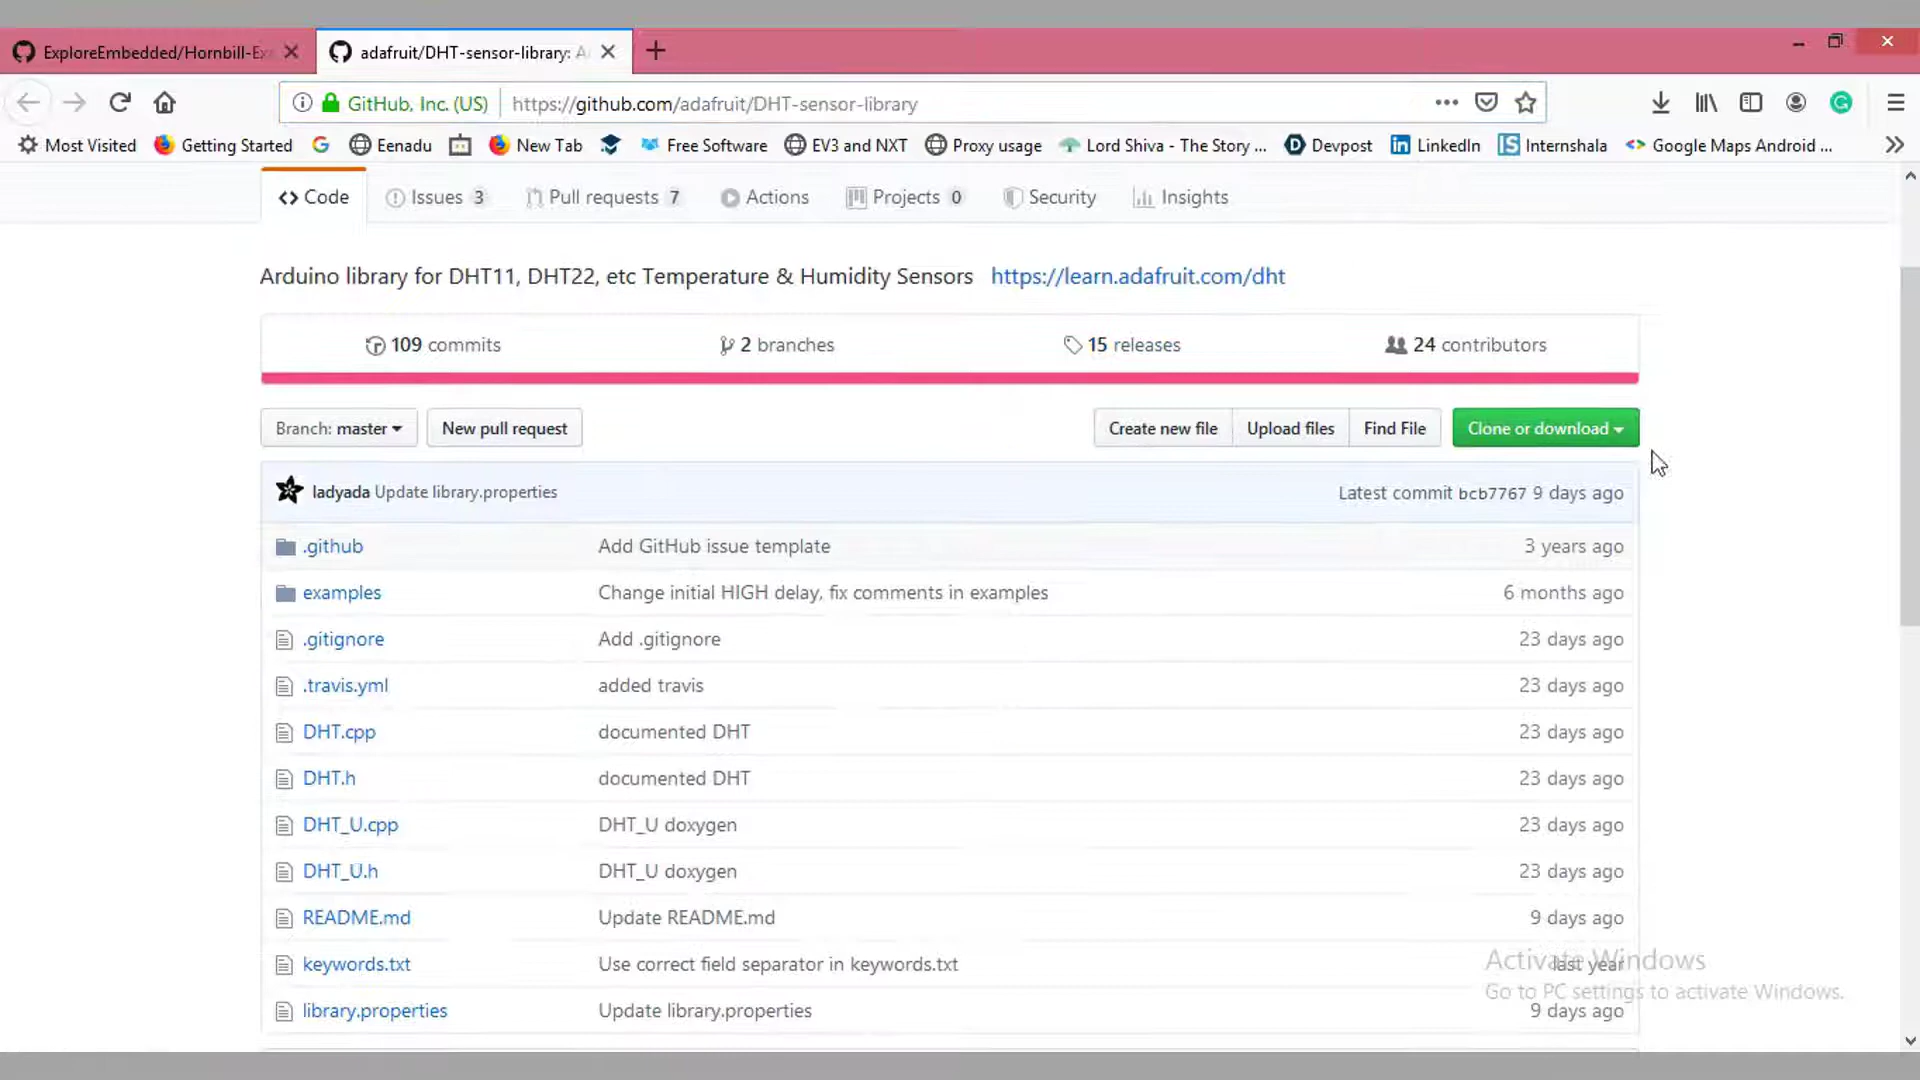 ExploreEmbedded/Hornbill-Ex
adafruit/DHT-sensor-library: A
GitHub, Inc. (US) https://github.com/adafruit/DHT-sensor-library
Most Visited Getting Started Eenadu New Tab Free Software EV3 and NXT Proxy usage Lord Shiva - The Story ... Devpost LinkedIn Internshala Google Maps Android ...
Code Issues 3 Pull requests 7 Actions Projects 0 Security Insights
Arduino library for DHT11, DHT22, etc Temperature & Humidity Sensors https://learn.adafruit.com/dht
109 commits 2 branches 15 releases 24 contributors
Branch: master New pull request Create new file Upload files Find File Clone or download
ladyada Update library.properties Latest commit bcb7767 9 days ago
.github Add GitHub issue template 3 years ago
examples Change initial HIGH delay, fix comments in examples 6 months ago
.gitignore Add .gitignore 23 days ago
.travis.yml added travis 23 days ago
DHT.cpp documented DHT 23 days ago
DHT.h documented DHT 23 days ago
DHT_U.cpp DHT_U doxygen 23 days ago
DHT_U.h DHT_U doxygen 23 days ago
README.md Update README.md 9 days ago
keywords.txt Use correct field separator in keywords.txt last year
library.properties Update library.properties 9 days ago
Activate Windows
Go to PC settings to activate Windows.